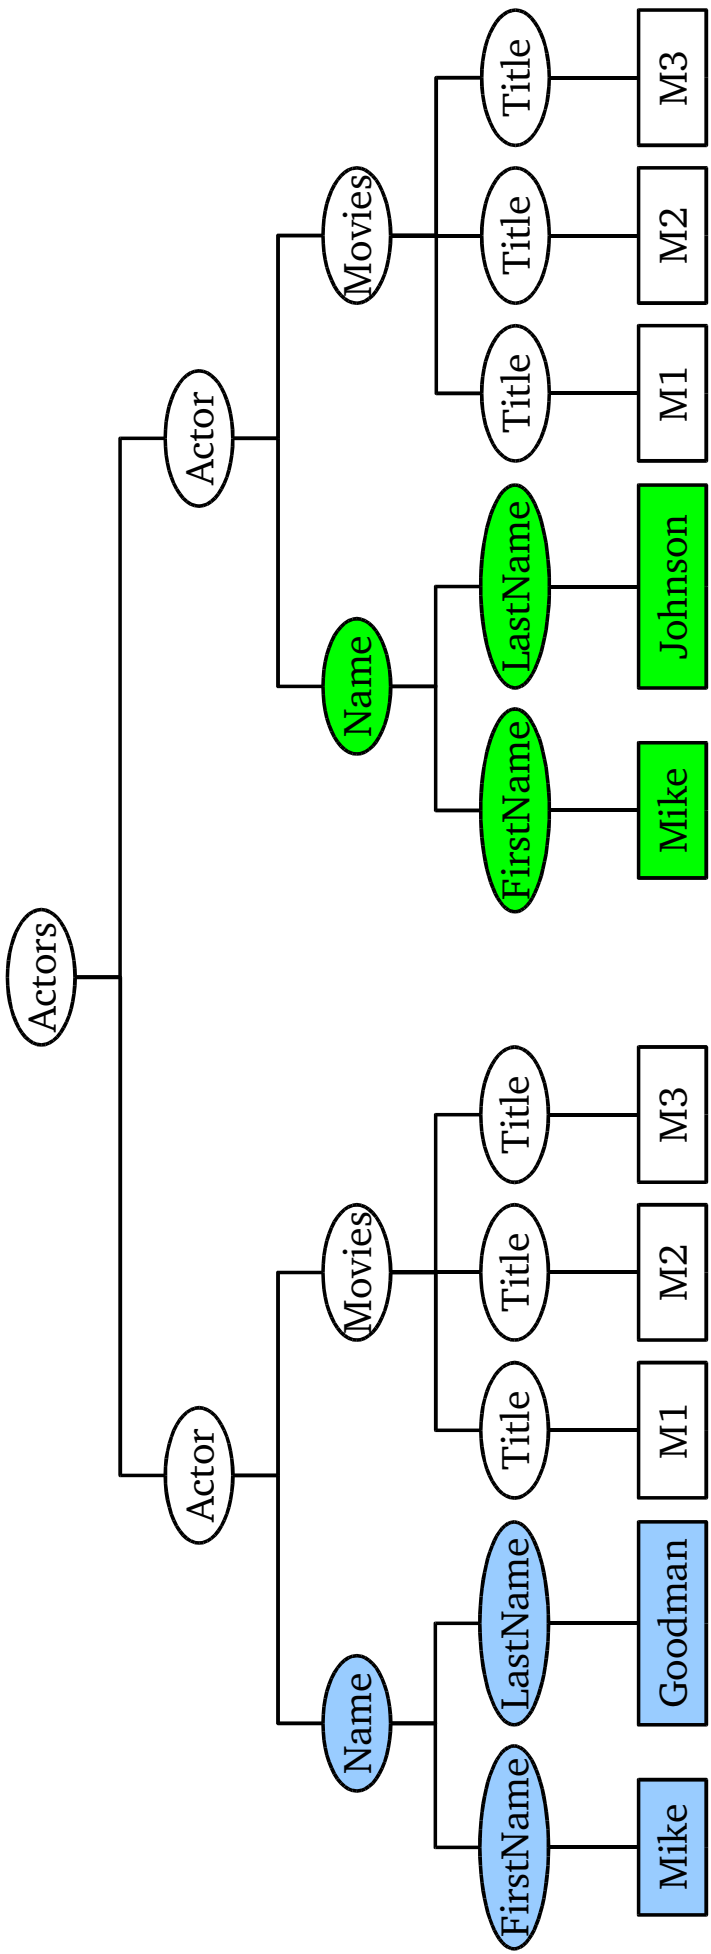 Actors
Actor
Actor
Name
Movies
Name
Movies
FirstName
LastName
Title
Title
Title
FirstName
LastName
Title
Title
Title
Mike
Goodman
M1
M2
M3
Mike
Johnson
M1
M2
M3